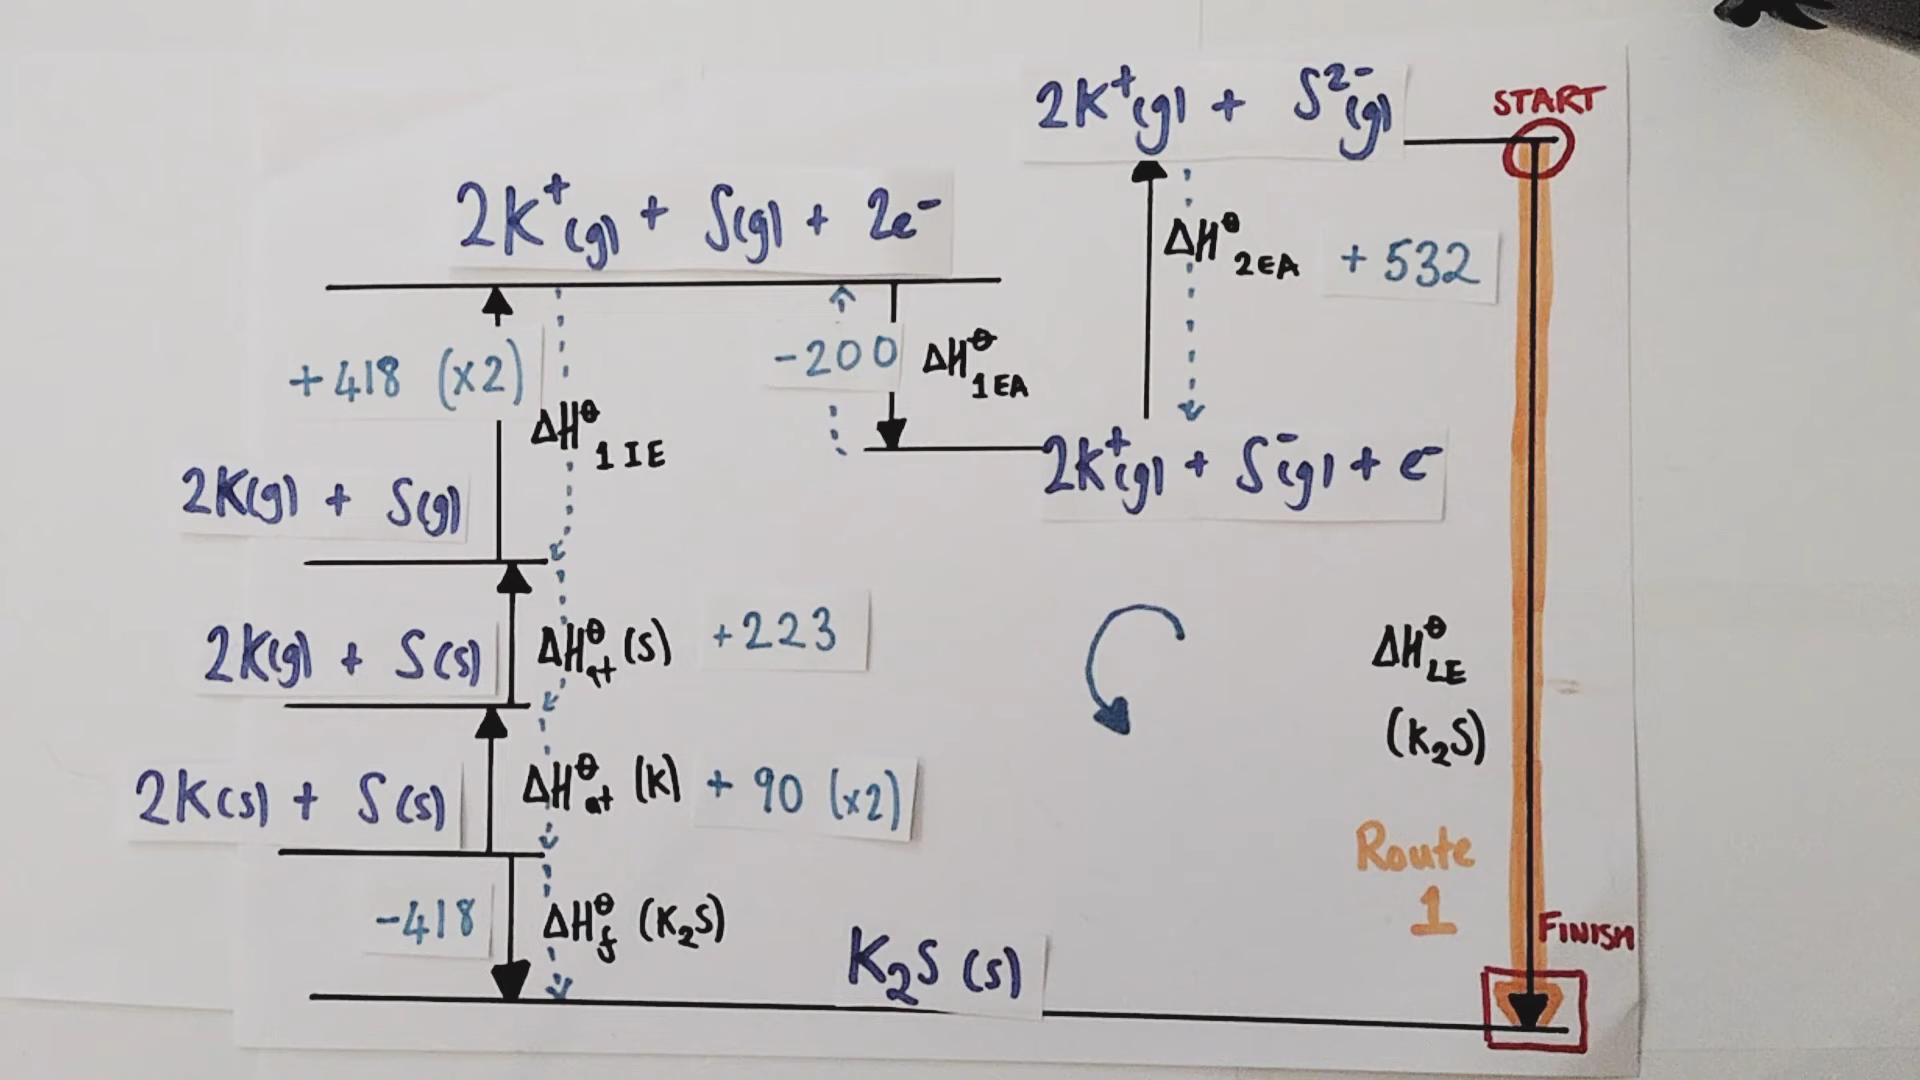 START
2K⁺(g) + S²⁻(g)
2K⁺(g) + S(g) + 2e⁻
ΔH⦵2EA + 532
+418 (x2)
-200 ΔH⦵1EA
ΔH⦵1IE
2K⁺(g) + S⁻(g) + e⁻
2K(g) + S(g)
2K(g) + S(s)
ΔH⦵at (S) +223
ΔH⦵LE
(K₂S)
2K(s) + S(s)
ΔH⦵at (K) + 90 (x2)
Route
1
-418 ΔH⦵f (K₂S)
FINISH
K₂S (s)